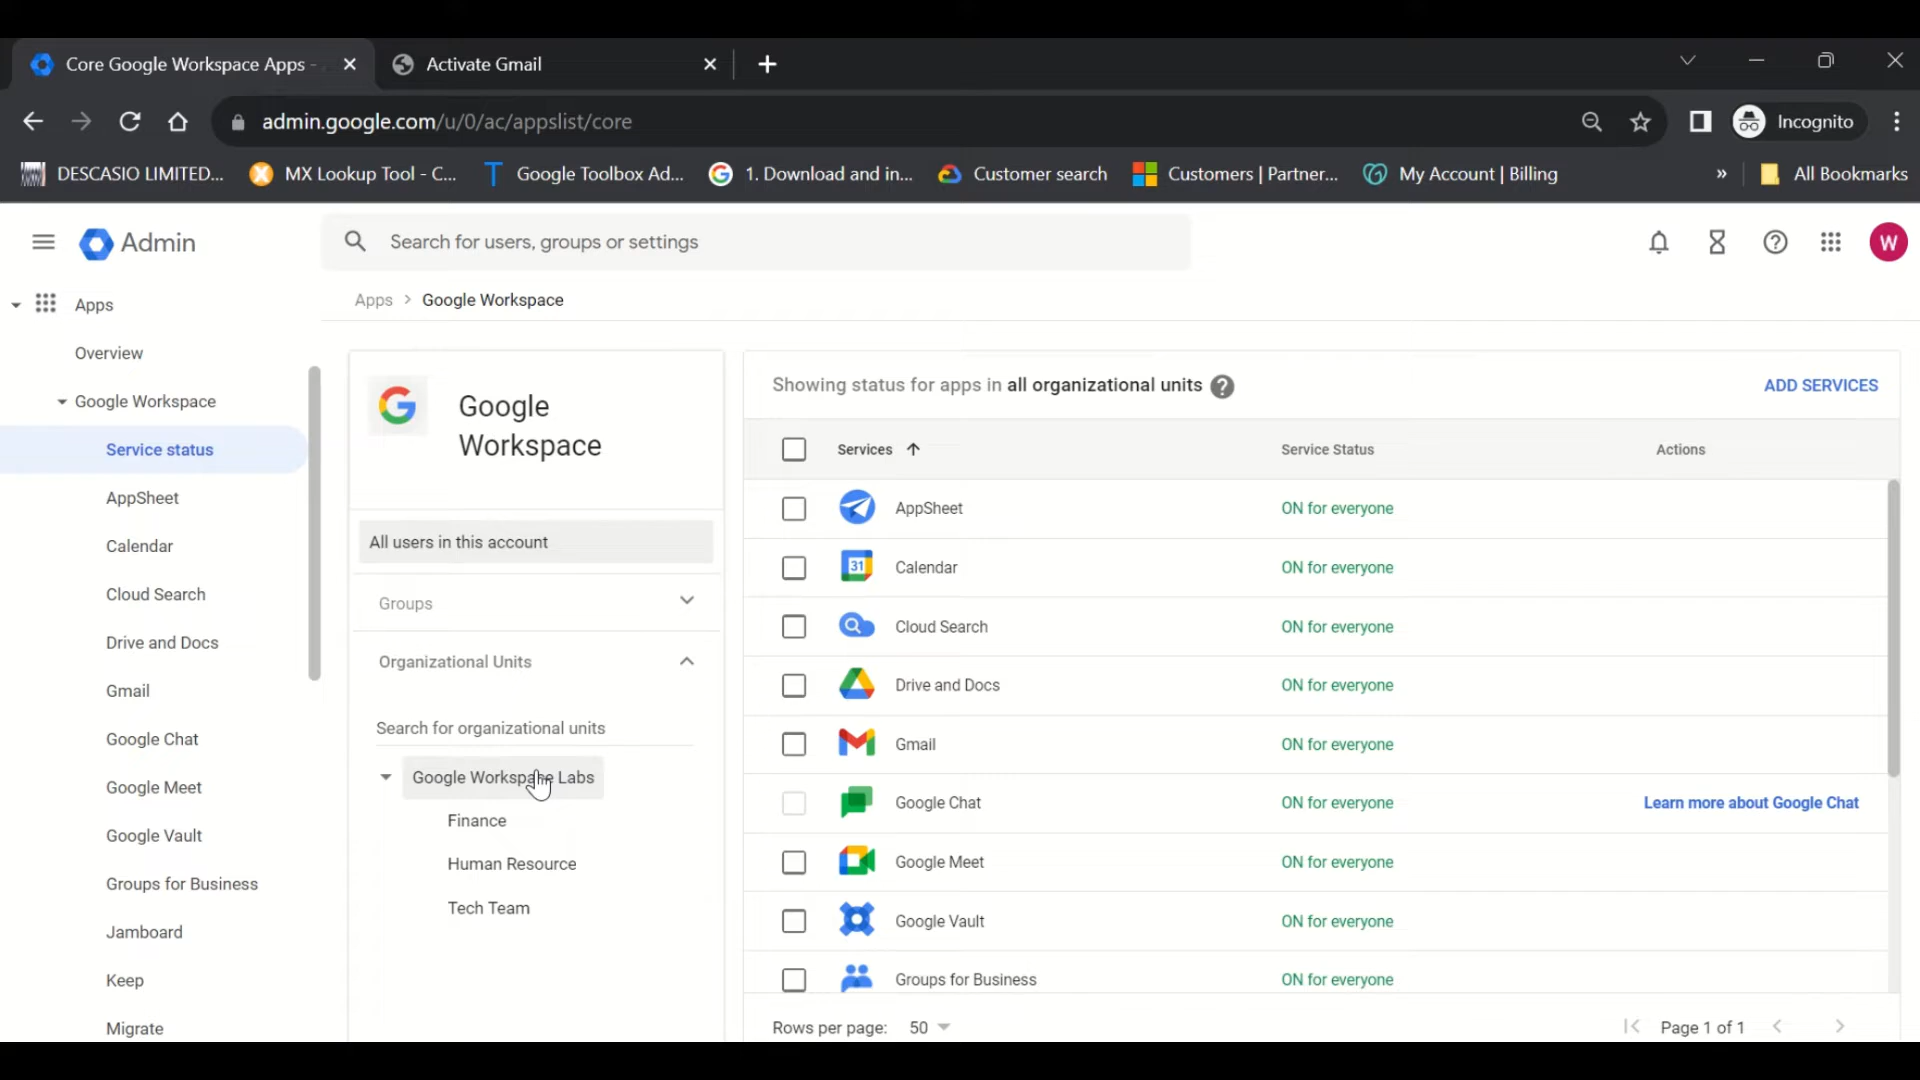 Core Google Workspace Apps -
Activate Gmail
admin.google.com/u/0/ac/appslist/core
Incognito
DESCASIO LIMITED...
MX Lookup Tool - C...
Google Toolbox Ad...
1. Download and in...
Customer search
Customers | Partner...
My Account | Billing
»
All Bookmarks
Admin
Search for users, groups or settings
W
Apps
Overview
Google Workspace
Service status
AppSheet
Calendar
Cloud Search
Drive and Docs
Gmail
Google Chat
Google Meet
Google Vault
Groups for Business
Jamboard
Keep
Migrate
Apps > Google Workspace
Google
Workspace
All users in this account
Groups
Organizational Units
Search for organizational units
Google Workspace Labs
Finance
Human Resource
Tech Team
Showing status for apps in all organizational units
ADD SERVICES
Services Service Status Actions
AppSheet ON for everyone
31 Calendar ON for everyone
Cloud Search ON for everyone
Drive and Docs ON for everyone
Gmail ON for everyone
Google Chat ON for everyone Learn more about Google Chat
Google Meet ON for everyone
Google Vault ON for everyone
Groups for Business ON for everyone
Rows per page: 50 Page 1 of 1